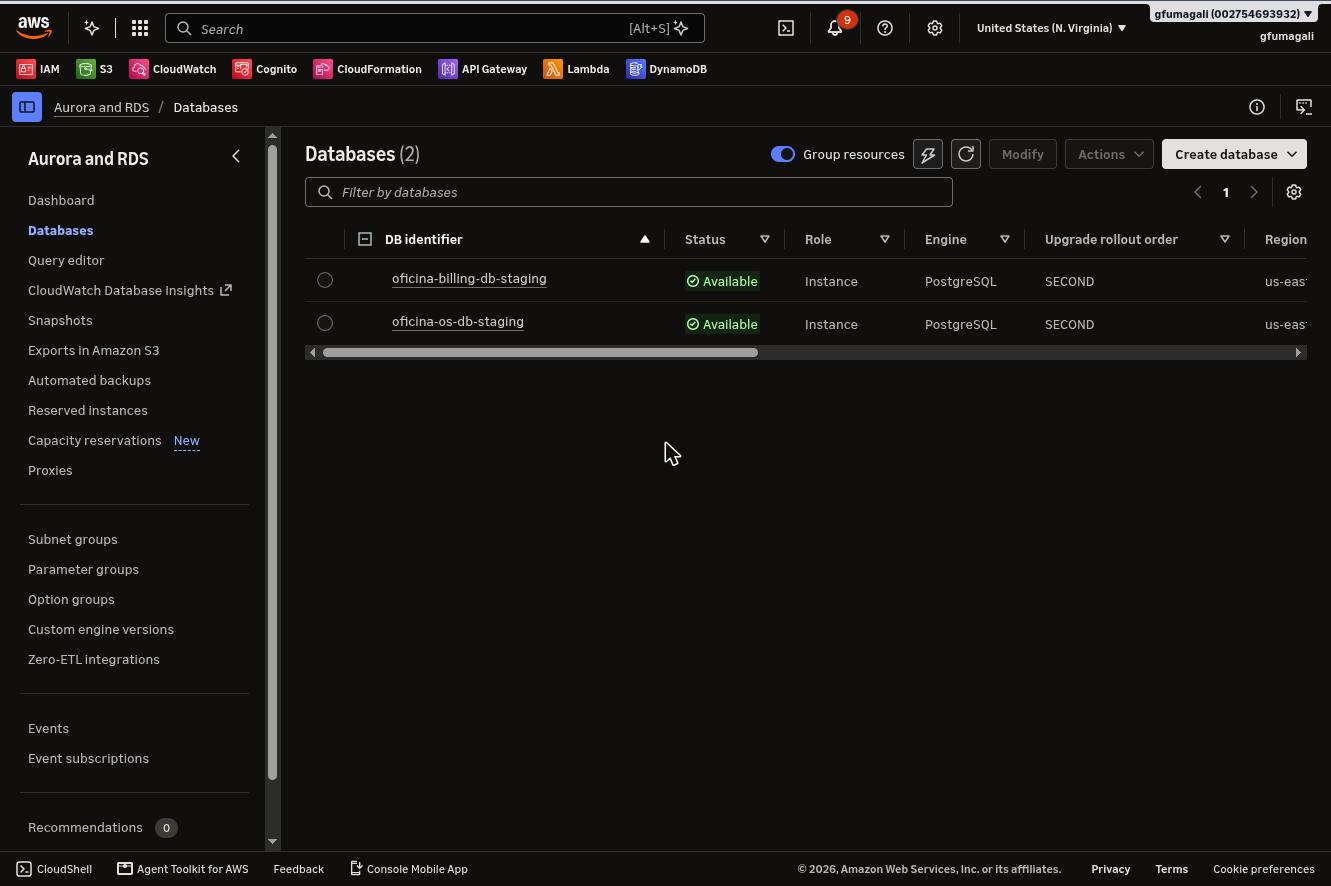 aws
Search
[Alt+S]
9
United States (N. Virginia)
gfumagali (002754693932)
gfumagali
IAM
S3
CloudWatch
Cognito
CloudFormation
API Gateway
Lambda
DynamoDB
Aurora and RDS / Databases
Aurora and RDS
Dashboard
Databases
Query editor
CloudWatch Database Insights
Snapshots
Exports in Amazon S3
Automated backups
Reserved instances
Capacity reservations New
Proxies
Subnet groups
Parameter groups
Option groups
Custom engine versions
Zero-ETL integrations
Events
Event subscriptions
Recommendations 0
Databases (2)
Group resources
Modify
Actions
Create database
Filter by databases
1
DB identifier Status Role Engine Upgrade rollout order Region
oficina-billing-db-staging Available Instance PostgreSQL SECOND us-eas
oficina-os-db-staging Available Instance PostgreSQL SECOND us-eas
CloudShell
Agent Toolkit for AWS
Feedback
Console Mobile App
© 2026, Amazon Web Services, Inc. or its affiliates.
Privacy
Terms
Cookie preferences